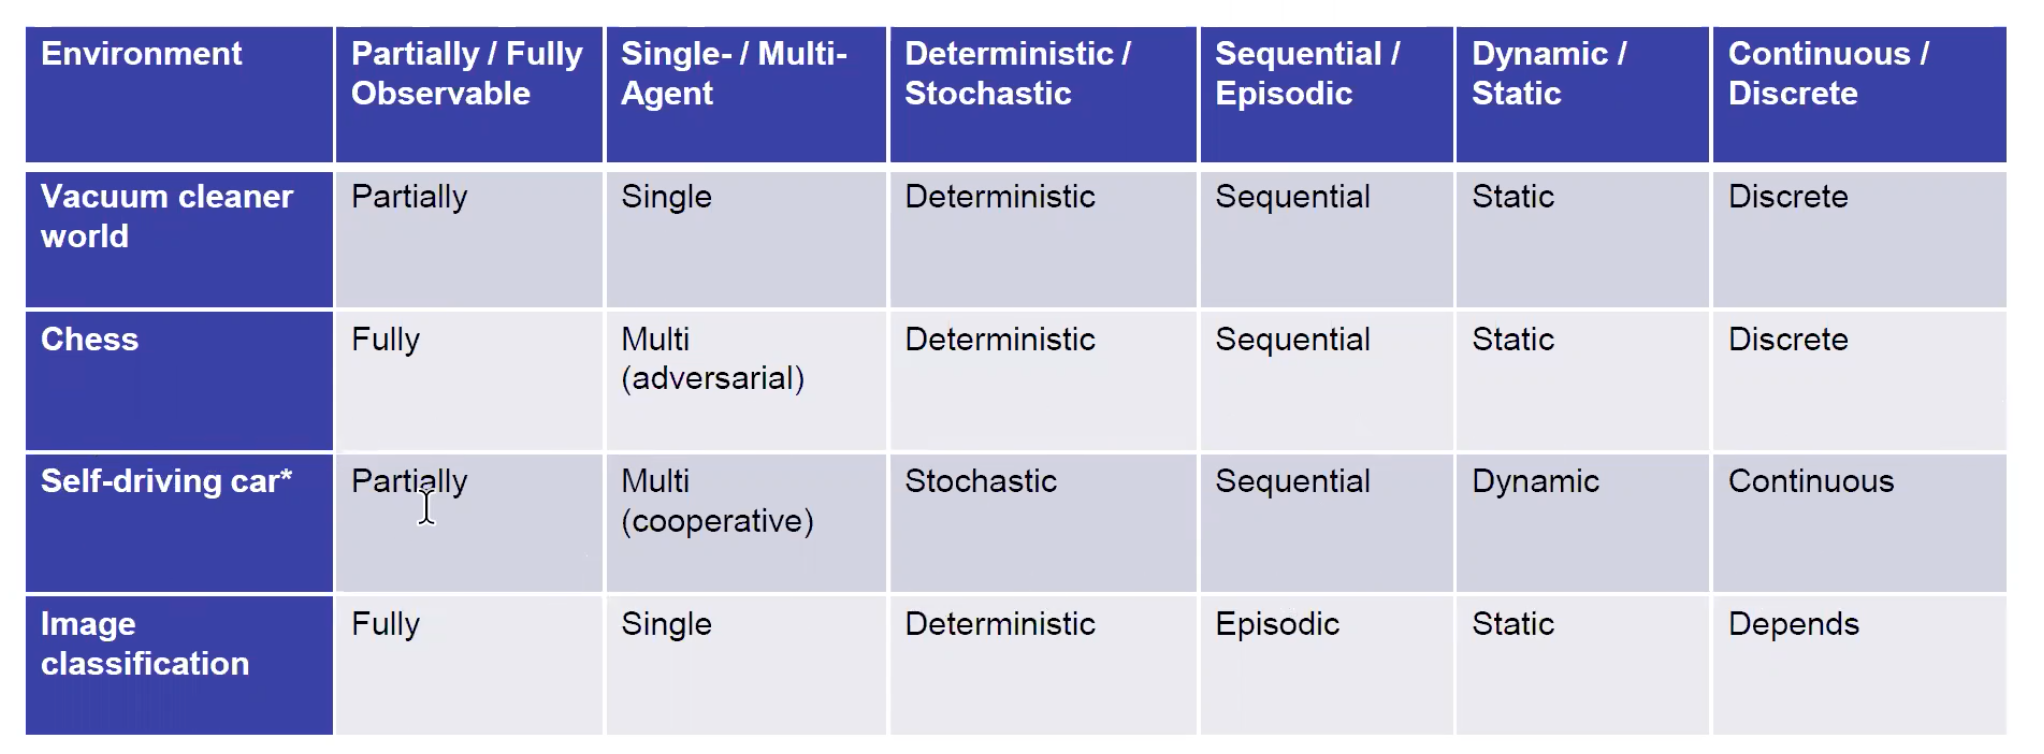 Environment
Partially / Fully
Observable
Single- / Multi-
Agent
Deterministic /
Stochastic
Sequential /
Episodic
Dynamic /
Static
Continuous /
Discrete
Vacuum cleaner
world
Partially
Single
Deterministic
Sequential
Static
Discrete
Chess
Fully
Multi
(adversarial)
Deterministic
Sequential
Static
Discrete
Self-driving car*
Partially
Multi
(cooperative)
Stochastic
Sequential
Dynamic
Continuous
Image
classification
Fully
Single
Deterministic
Episodic
Static
Depends